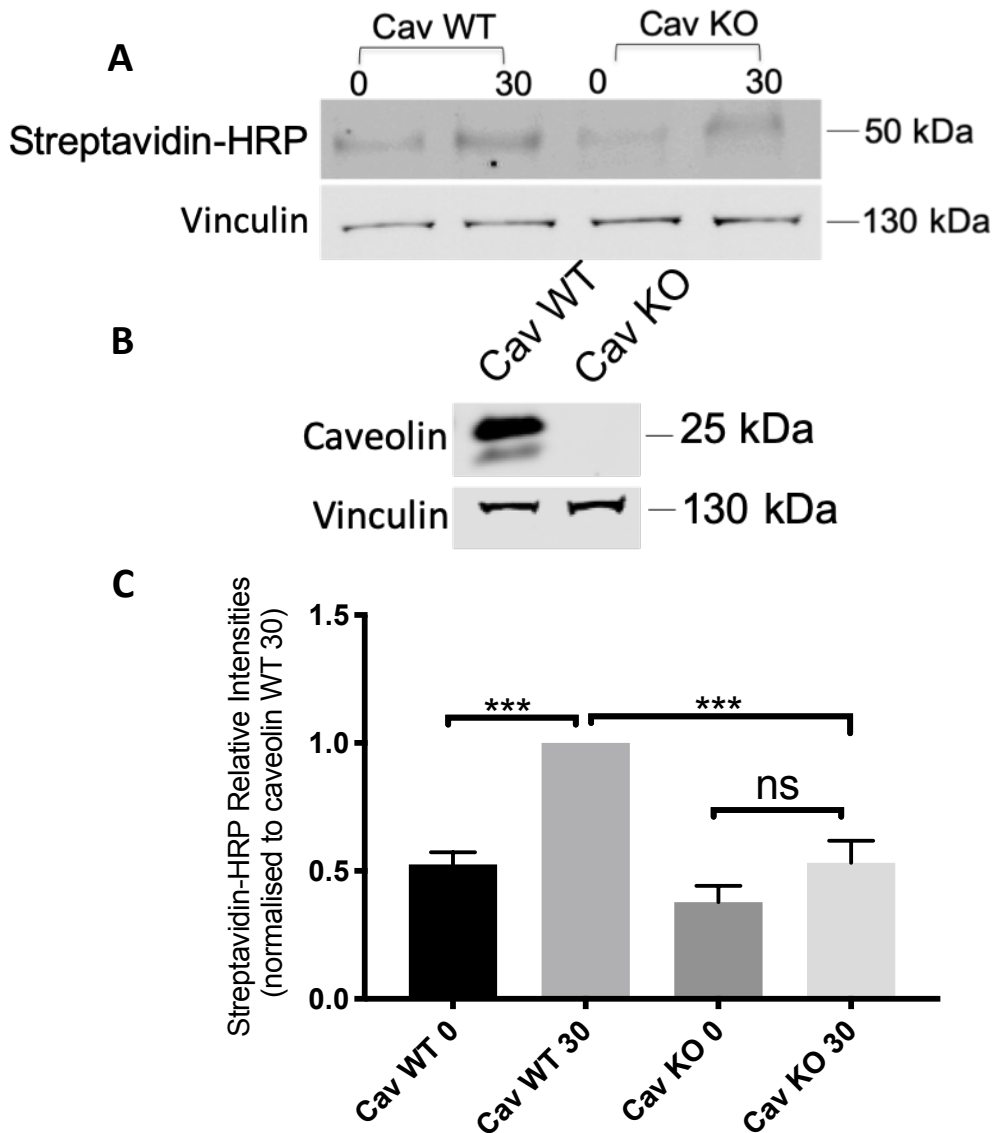 A
Cav WT
Cav KO
0
30
0
30
Streptavidin-HRP
50 kDa
Vinculin
130 kDa
B
Cav WT
Cav KO
Caveolin
25 kDa
Vinculin
130 kDa
C
Streptavidin-HRP Relative Intensities
(normalised to caveolin WT 30)
1.5
1.0
0.5
0.0
***
***
ns
Cav WT 0
Cav WT 30
Cav KO 0
Cav KO 30